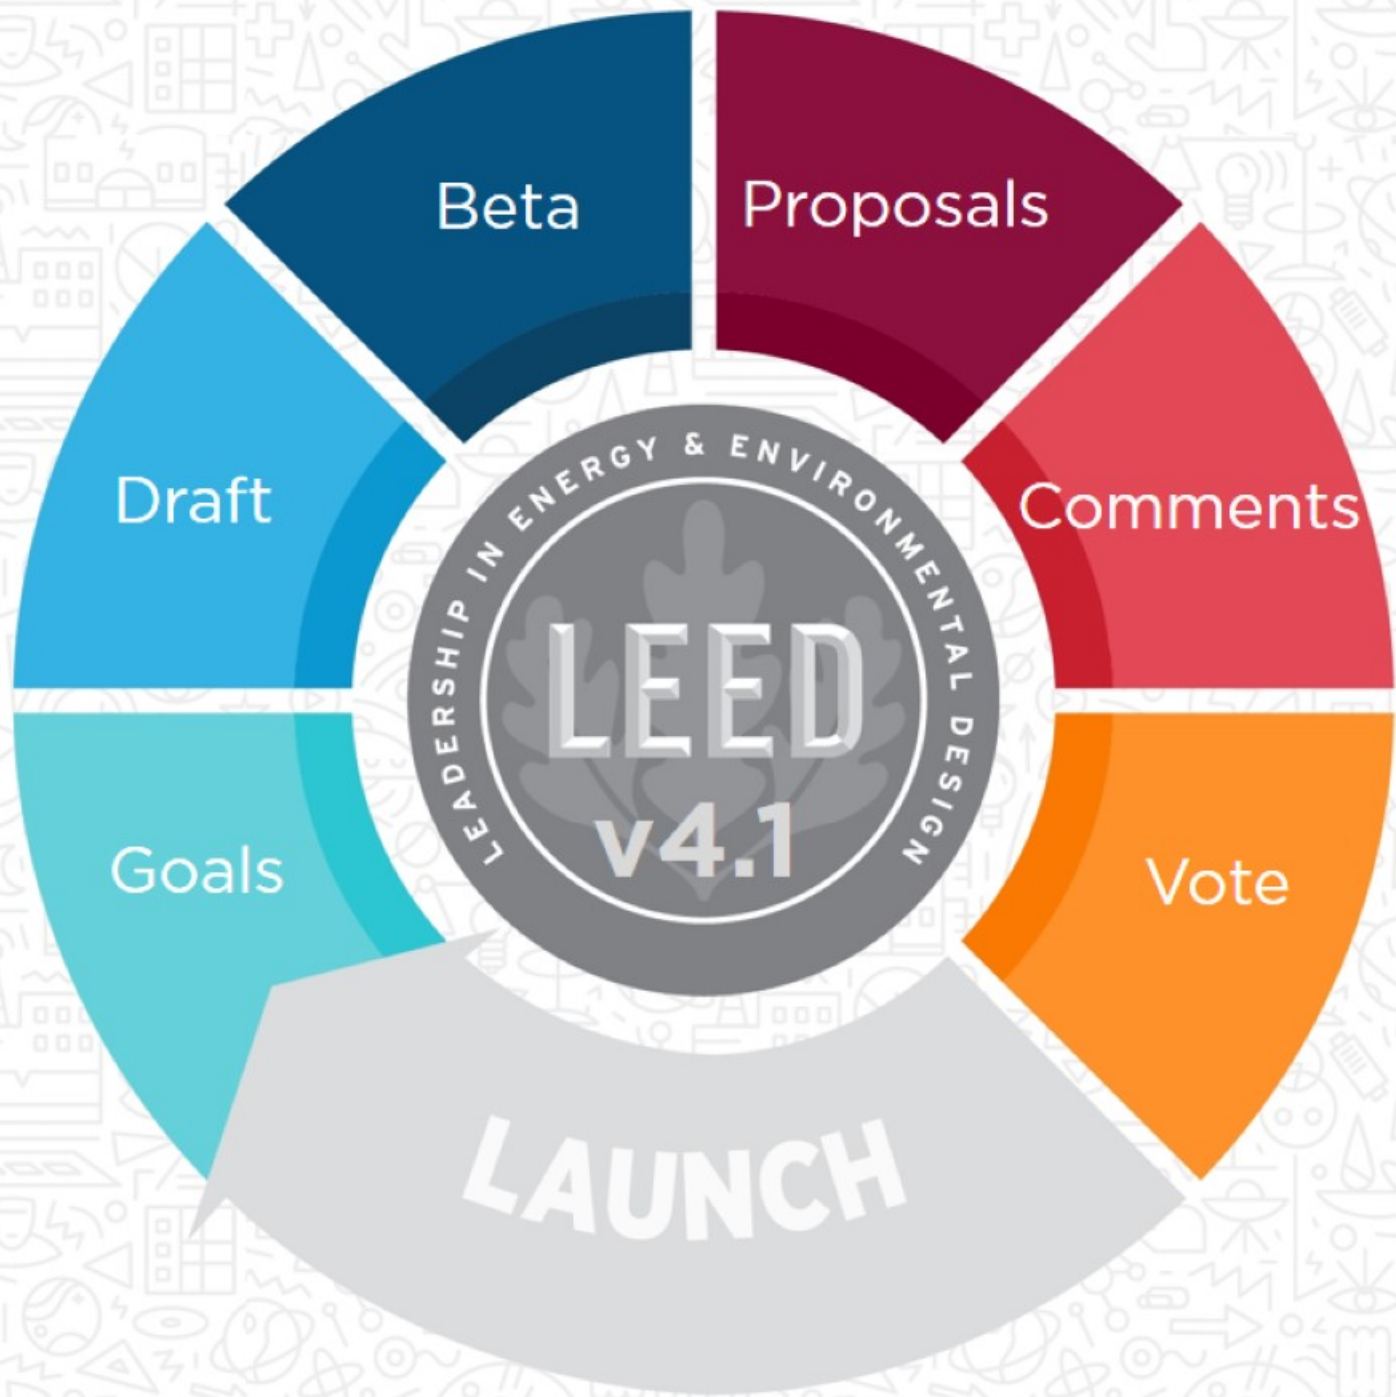 Beta
Proposals
Draft
Comments
LEADERSHIP IN ENERGY & ENVIRONMENTAL DESIGN
LEED
v4.1
Goals
Vote
LAUNCH